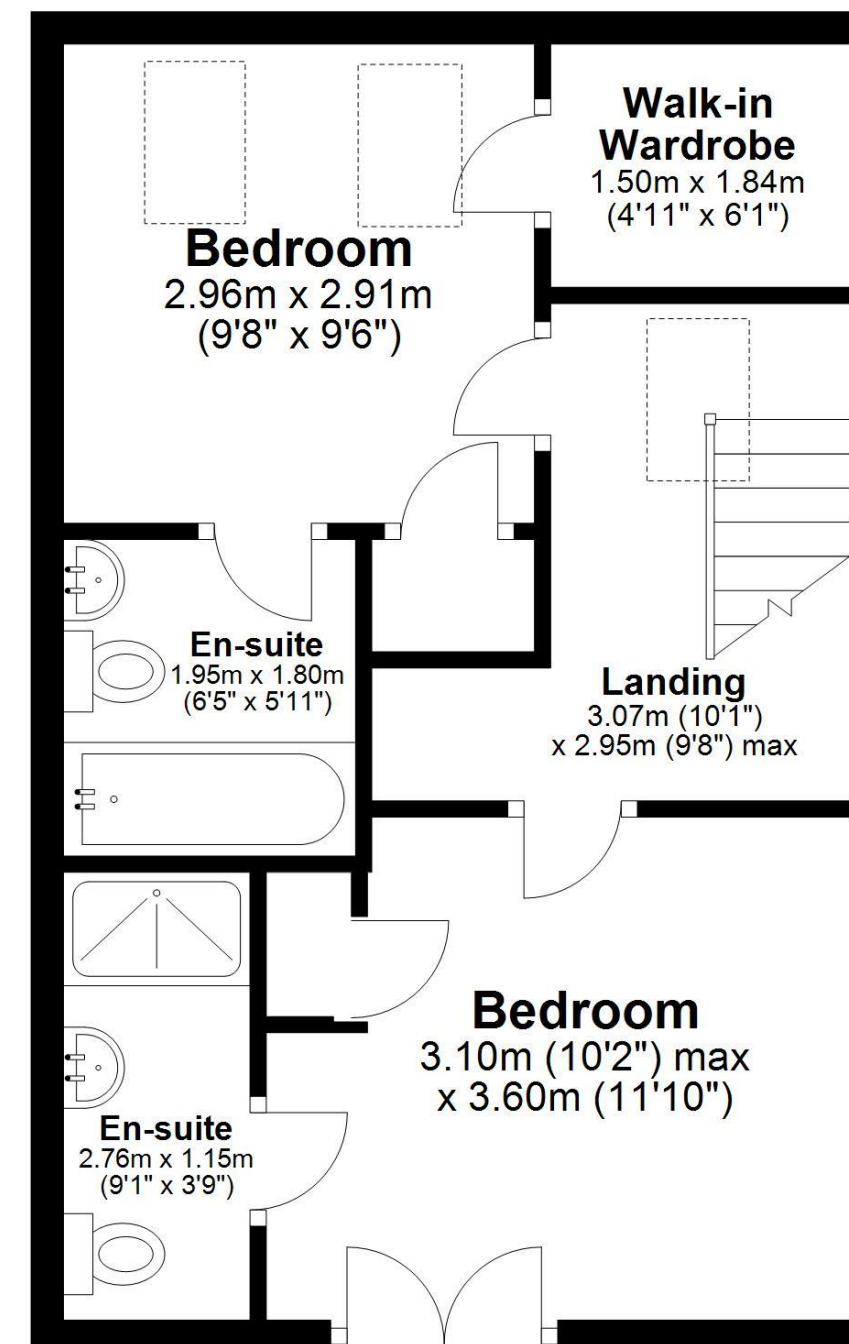 Walk-in
Wardrobe
1.50m x 1.84m
(4'11" x 6'1")
Bedroom
2.96m x 2.91m
(9'8" x 9'6")
En-suite
1.95m x 1.80m
(6'5" x 5'11")
Landing
3.07m (10'1")
x 2.95m (9'8") max
Bedroom
3.10m (10'2") max
x 3.60m (11'10")
En-suite
2.76m x 1.15m
(9'1" x 3'9")